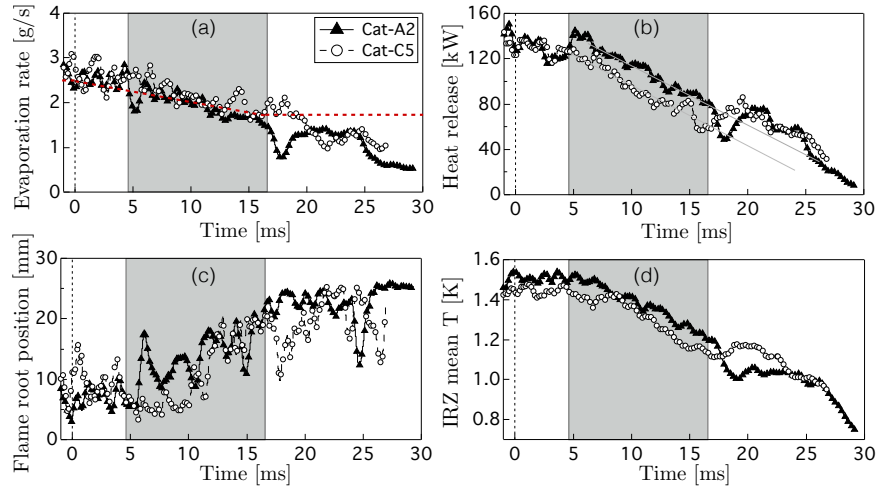 (a)
Cat-A2
Cat-C5
Evaporation rate [g/s]
4
3
2
1
0
0 5 10 15 20 25 30
Time [ms]
(b)
Heat release [kW]
160
120
80
40
0
0 5 10 15 20 25 30
Time [ms]
(c)
Flame root position [mm]
30
20
10
0
0 5 10 15 20 25 30
Time [ms]
(d)
IRZ mean T [K]
1.6
1.4
1.2
1.0
0.8
0 5 10 15 20 25 30
Time [ms]